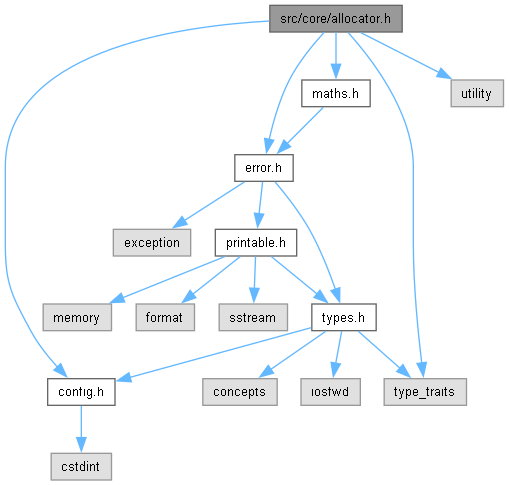 src/core/allocator.h
maths.h
utility
error.h
exception
printable.h
memory
format
sstream
types.h
config.h
concepts
iosfwd
type_traits
cstdint